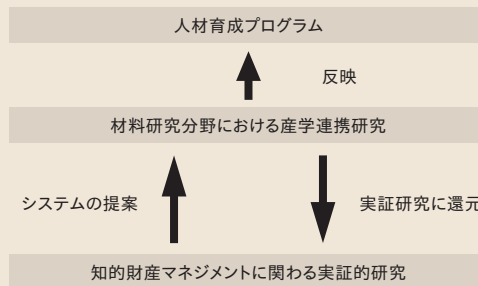 人材育成プログラム
反映
材料研究分野における産学連携研究
システムの提案
実証研究に還元
知的財産マネジメントに関わる実証的研究